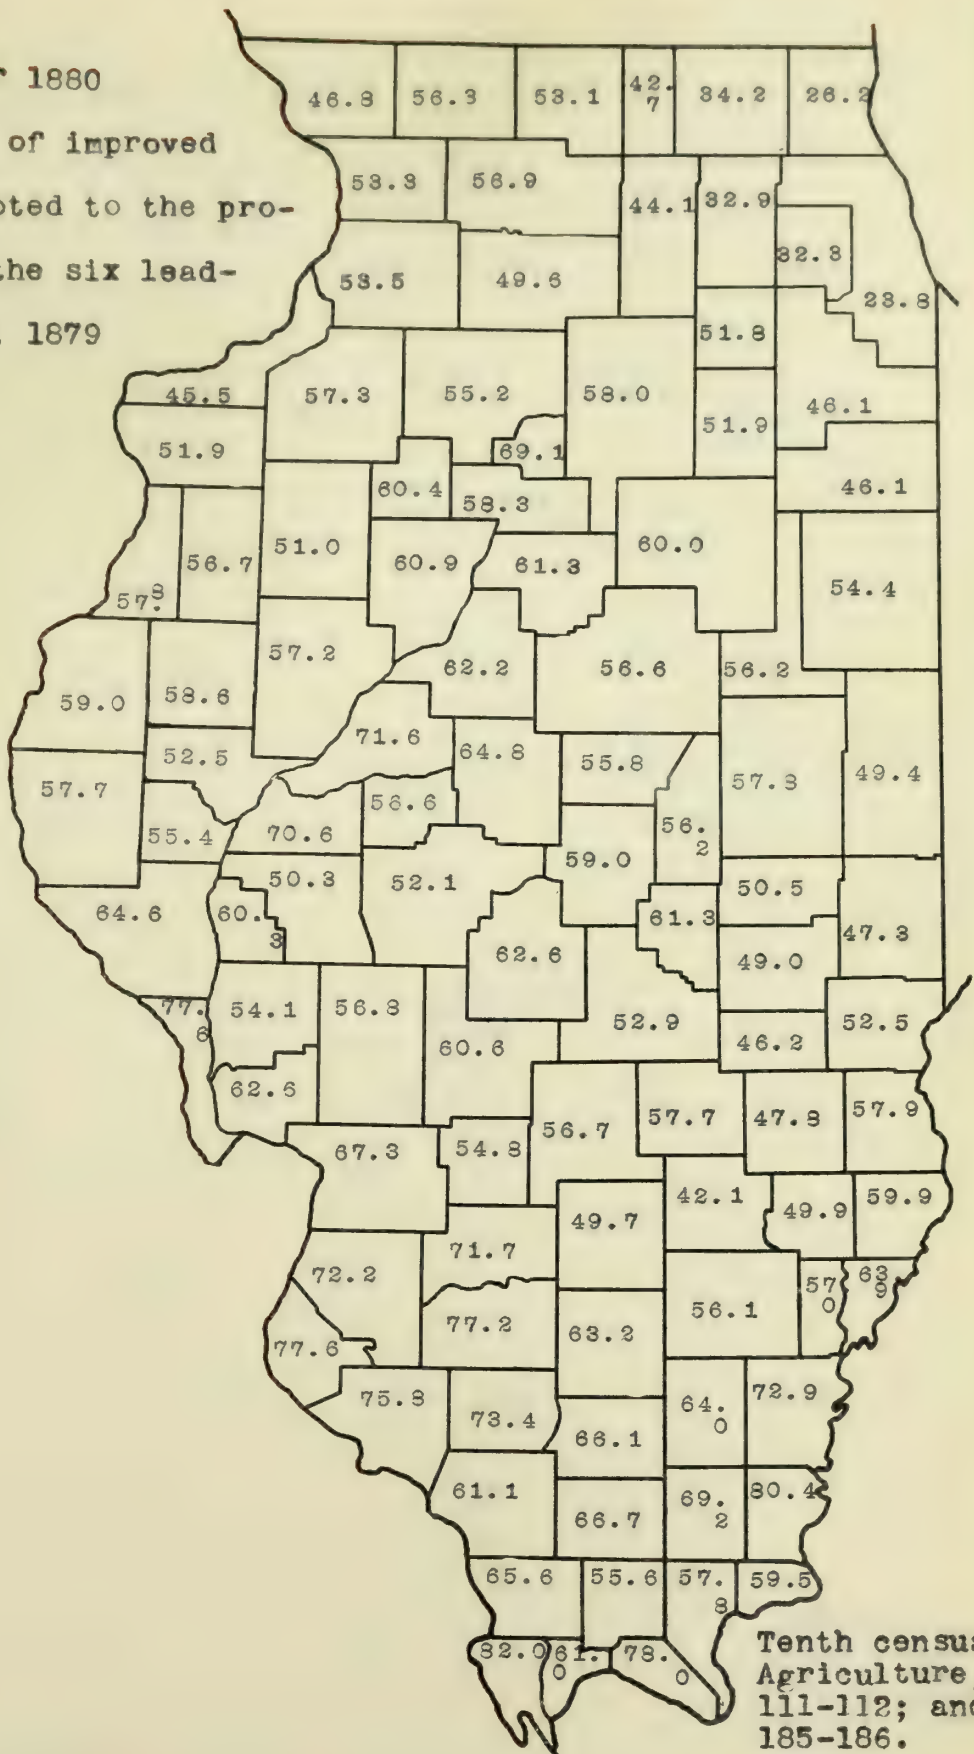 1880
of improved
oted to the pro-
the six lead-
1879
46.8 56.3 53.1 42.7 34.2 26.2
53.3 56.9 44.1 32.9
32.3
53.5 49.6 23.8
51.8
45.5 57.3 55.2 58.0 46.1
51.9
51.9 69.1
60.4 58.3 46.1
51.0 60.9 61.3 60.0
56.7 54.4
57.8
57.2 62.2 56.6 56.2
59.0 58.6
71.6 64.8 55.8
52.5 57.8 49.4
57.7 56.6 56.2
55.4 70.6 59.0
50.3 52.1 50.5
64.6 60.3 61.3 47.3
62.6 49.0
77.6 54.1 56.8 52.9 52.5
60.6 46.2
62.6
56.7 57.7 47.8 57.9
67.3 54.8
42.1 49.9 59.9
49.7
71.7
72.2 56.1 57.0 63.9
77.2 63.2
77.6
75.8 73.4 64.0 72.9
66.1
61.1 66.7 69.2 80.4
65.6 55.6 57.8 59.5
82.0 61.0 78.0
Tenth census
Agriculture
111-112; and
185-186.